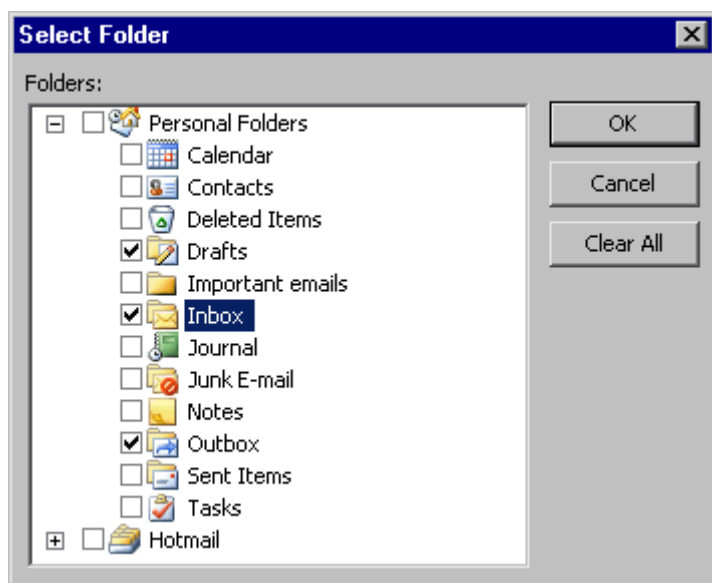 Select Folder
Folders:
Personal Folders
Calendar
Contacts
Deleted Items
Drafts
Important emails
Inbox
Journal
Junk E-mail
Notes
Outbox
Sent Items
Tasks
Hotmail
OK
Cancel
Clear All